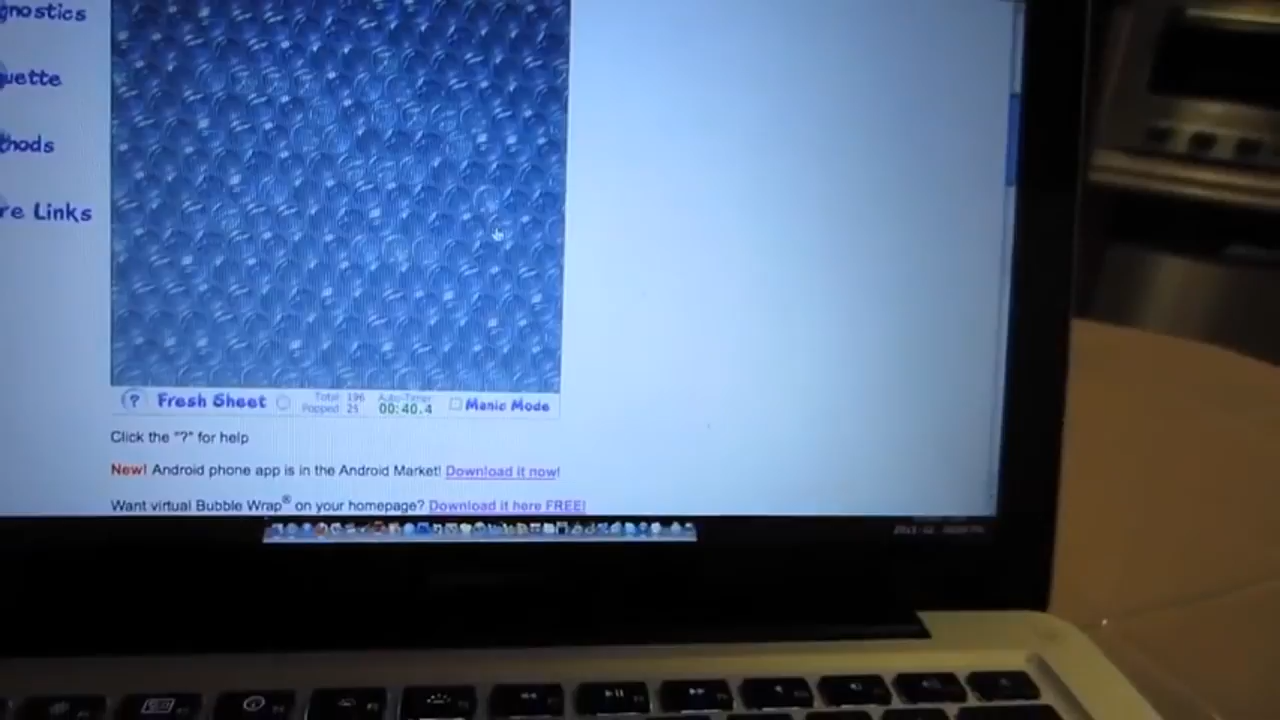 gnostics
uette
thods
re Links
? Fresh Sheet
Total: 196
Popped: 25
Auto-Timer
00:40.4
Manic Mode
Click the "?" for help
New! Android phone app is in the Android Market! Download it now!
Want virtual Bubble Wrap® on your homepage? Download it here FREE!